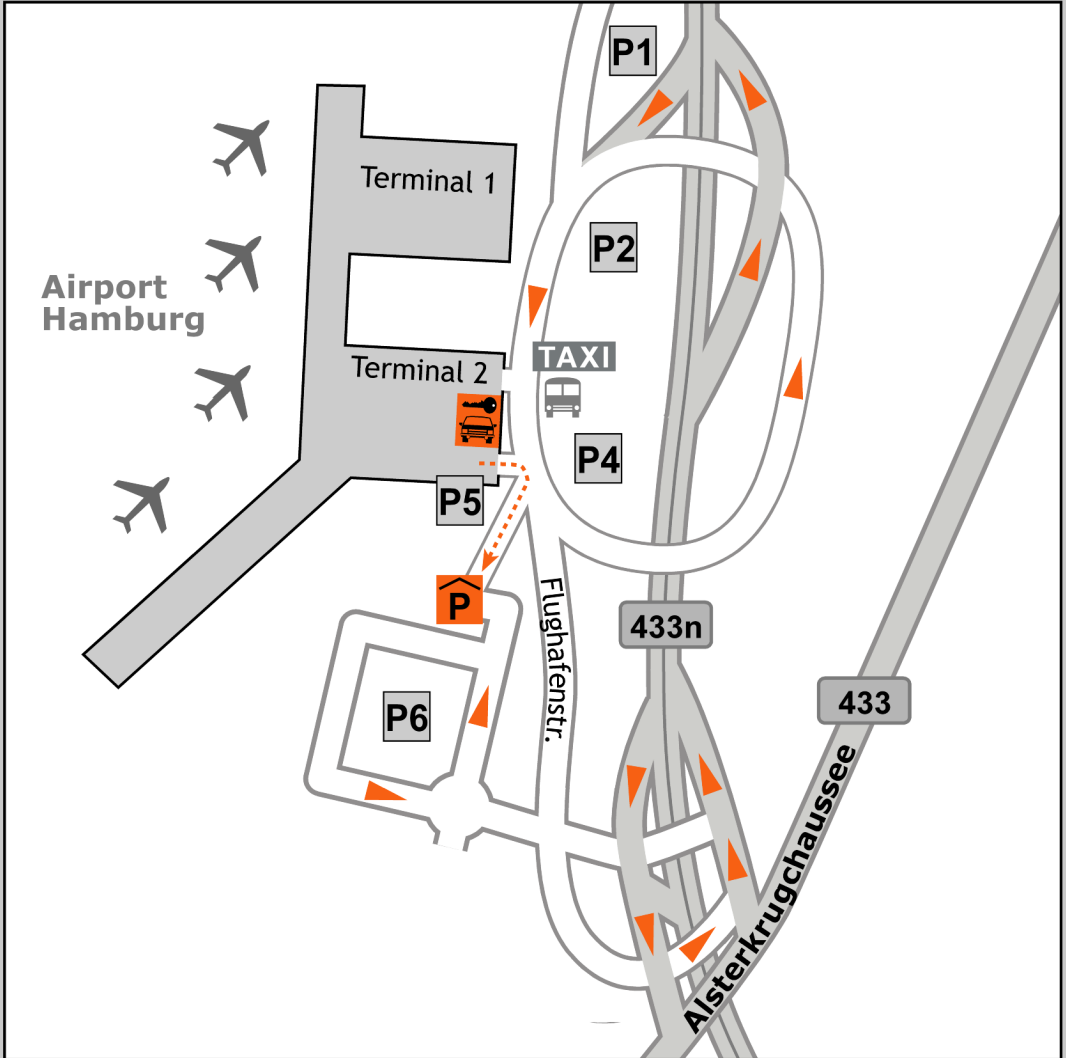 P1
Terminal 1
P2
Airport
Hamburg
TAXI
Terminal 2
P4
P5
P
Flughafenstr.
433n
433
P6
Alsterkrugchaussee